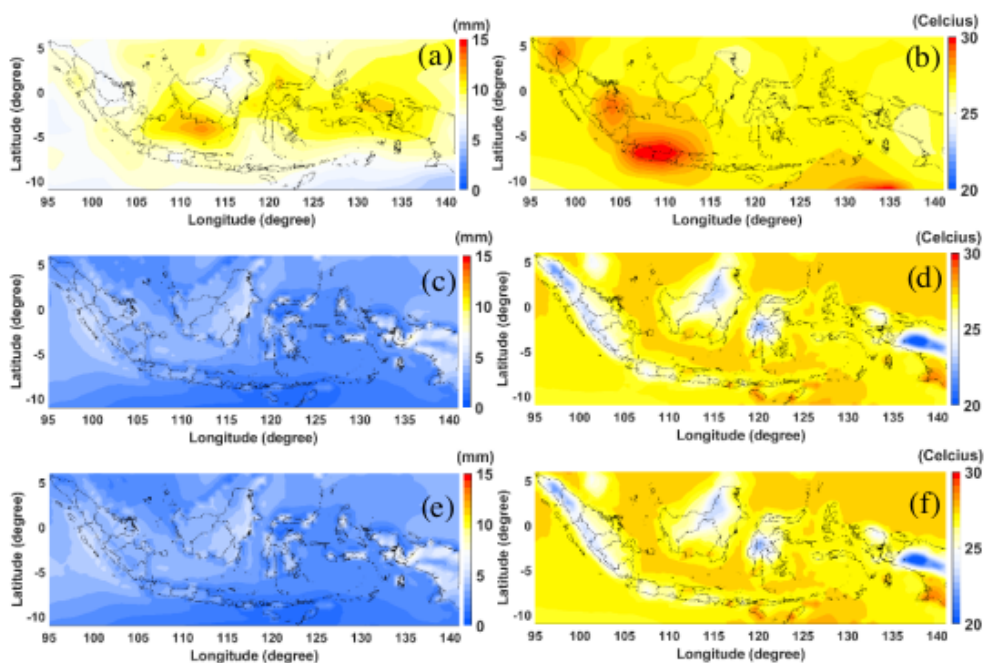 (mm) (Celcius)
5 (a) 15 5 (b) 30
0 10 0
-5 5 -5 25
-10 0 -10 20
Latitude (degree) Latitude (degree)
95 100 105 110 115 120 125 130 135 140 95 100 105 110 115 120 125 130 135 140
Longitude (degree) Longitude (degree)
(mm) (Celcius)
5 (c) 15 5 (d) 30
0 10 0
-5 5 -5 25
-10 0 -10 20
Latitude (degree) Latitude (degree)
95 100 105 110 115 120 125 130 135 140 95 100 105 110 115 120 125 130 135 140
Longitude (degree) Longitude (degree)
(mm) (Celcius)
5 (e) 15 5 (f) 30
0 10 0
-5 5 -5 25
-10 0 -10 20
Latitude (degree) Latitude (degree)
95 100 105 110 115 120 125 130 135 140 95 100 105 110 115 120 125 130 135 140
Longitude (degree) Longitude (degree)